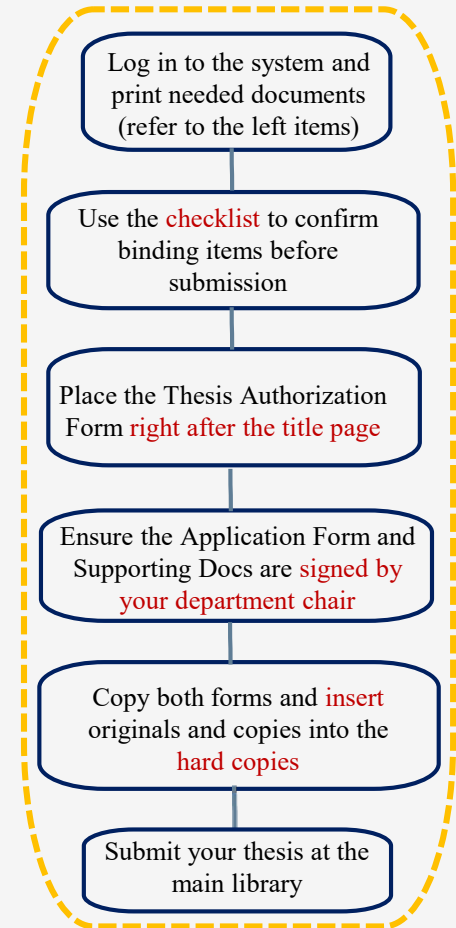 Log in to the system and
print needed documents
(refer to the left items)
Use the checklist to confirm
binding items before
submission
Place the Thesis Authorization
Form right after the title page
Ensure the Application Form and
Supporting Docs are signed by
your department chair
Copy both forms and insert
originals and copies into the
hard copies
Submit your thesis at the
main library